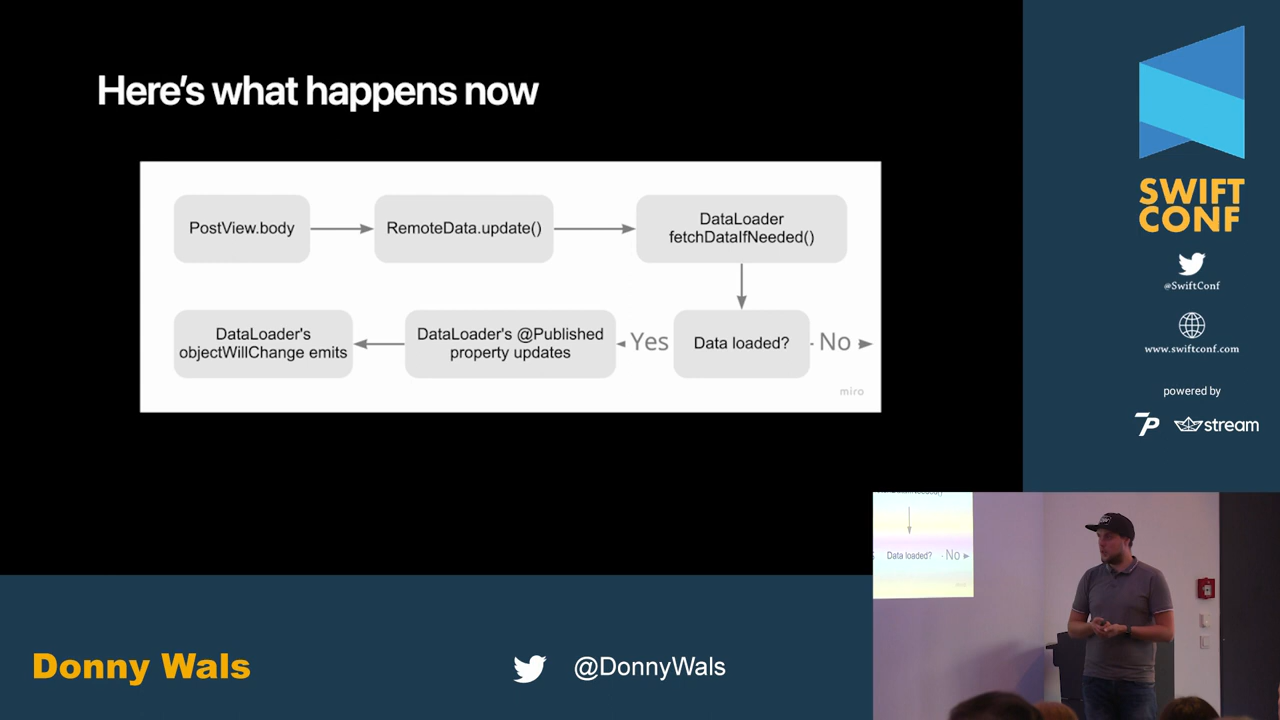 Here's what happens now
PostView.body
RemoteData.update()
DataLoader
fetchDataIfNeeded()
DataLoader's
objectWillChange emits
DataLoader's @Published
property updates
Yes
Data loaded?
No
miro
SWIFT
CONF
@SwiftConf
www.swiftconf.com
powered by
7P
stream
Data loaded?
No
Donny Wals
@DonnyWals